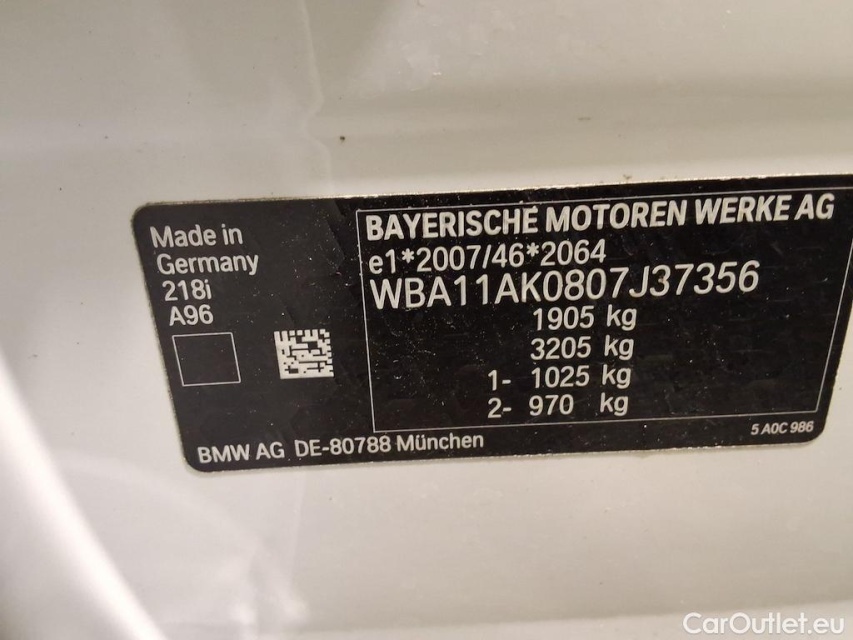 Made in
Germany
218i
A96
BAYERISCHE MOTOREN WERKE AG
e1*2007/46*2064
WBA11AK0807J37356
1905 kg
3205 kg
1- 1025 kg
2- 970 kg
BMW AG DE-80788 München
5 A0C 986
CarOutlet.eu